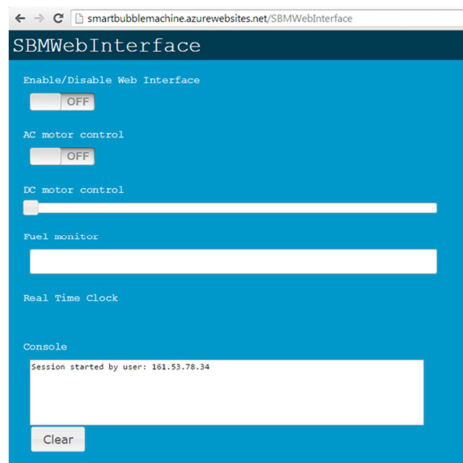 smartbubblemachine.azurewebsites.net/SBMWebInterface
SBMWebInterface
Enable/Disable Web Interface
OFF
AC motor control
OFF
DC motor control
Fuel monitor
Real Time Clock
Console
Session started by user: 161.53.78.34
Clear